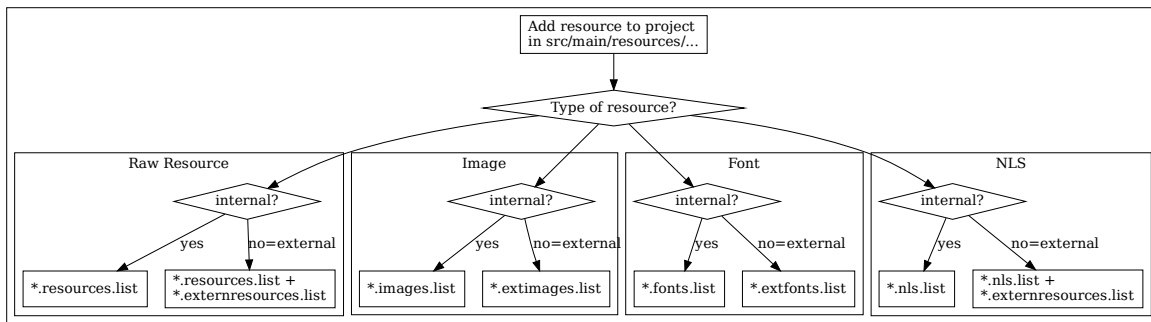 Add resource to project
in src/main/resources/...
Type of resource?
Raw Resource
internal?
yes
no=external
*.resources.list
*.resources.list +
*.externresources.list
Image
internal?
yes
no=external
*.images.list
*.extimages.list
Font
internal?
yes
no=external
*.fonts.list
*.extfonts.list
NLS
internal?
yes
no=external
*.nls.list
*.nls.list +
*.externresources.list